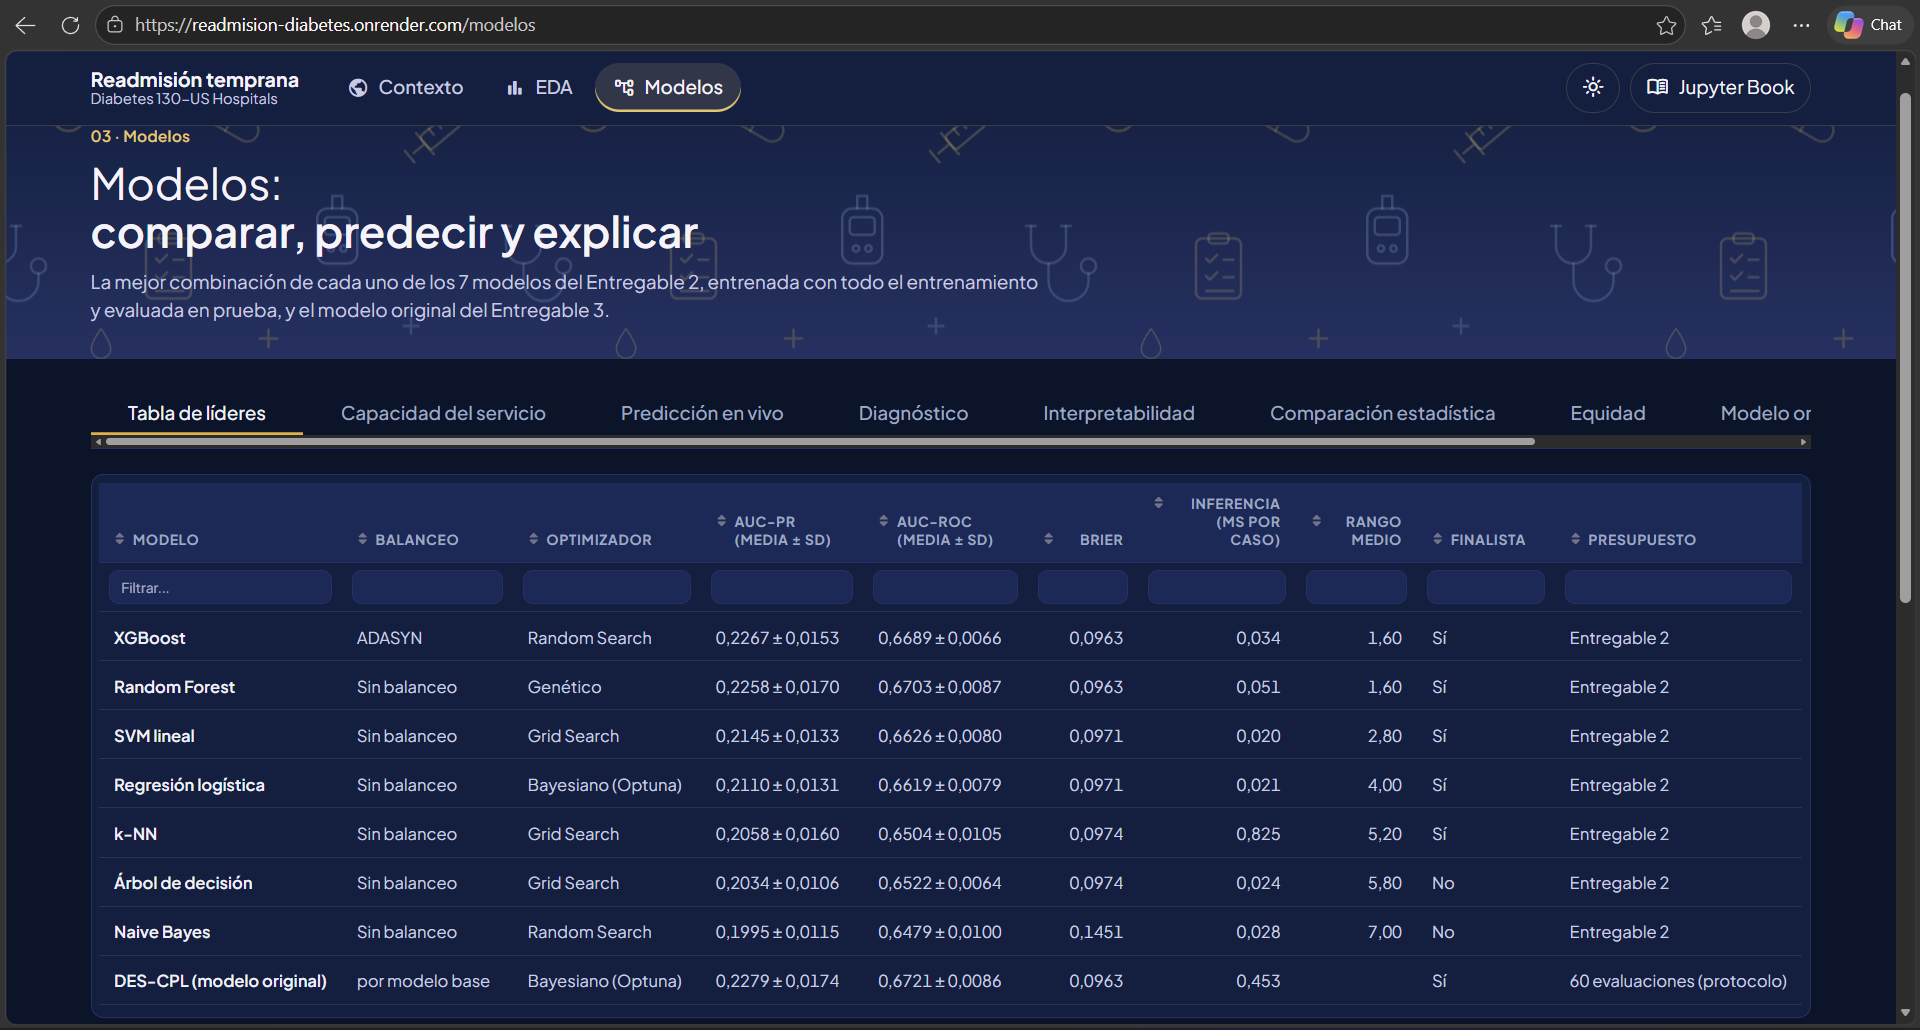 https://readmision-diabetes.onrender.com/modelos
Chat
Readmisión temprana
Diabetes 130-US Hospitals
Contexto
EDA
Modelos
Jupyter Book
03 · Modelos
Modelos:
comparar, predecir y explicar
La mejor combinación de cada uno de los 7 modelos del Entregable 2, entrenada con todo el entrenamiento
y evaluada en prueba, y el modelo original del Entregable 3.
Tabla de líderes Capacidad del servicio Predicción en vivo Diagnóstico Interpretabilidad Comparación estadística Equidad Modelo or
MODELO BALANCEO OPTIMIZADOR AUC-PR (MEDIA ± SD) AUC-ROC (MEDIA ± SD) BRIER INFERENCIA (MS POR CASO) RANGO MEDIO FINALISTA PRESUPUESTO
Filtrar...
XGBoost ADASYN Random Search 0,2267 ± 0,0153 0,6689 ± 0,0066 0,0963 0,034 1,60 Sí Entregable 2
Random Forest Sin balanceo Genético 0,2258 ± 0,0170 0,6703 ± 0,0087 0,0963 0,051 1,60 Sí Entregable 2
SVM lineal Sin balanceo Grid Search 0,2145 ± 0,0133 0,6626 ± 0,0080 0,0971 0,020 2,80 Sí Entregable 2
Regresión logística Sin balanceo Bayesiano (Optuna) 0,2110 ± 0,0131 0,6619 ± 0,0079 0,0971 0,021 4,00 Sí Entregable 2
k-NN Sin balanceo Grid Search 0,2058 ± 0,0160 0,6504 ± 0,0105 0,0974 0,825 5,20 Sí Entregable 2
Árbol de decisión Sin balanceo Grid Search 0,2034 ± 0,0106 0,6522 ± 0,0064 0,0974 0,024 5,80 No Entregable 2
Naive Bayes Sin balanceo Random Search 0,1995 ± 0,0115 0,6479 ± 0,0100 0,1451 0,028 7,00 No Entregable 2
DES-CPL (modelo original) por modelo base Bayesiano (Optuna) 0,2279 ± 0,0174 0,6721 ± 0,0086 0,0963 0,453 Sí 60 evaluaciones (protocolo)